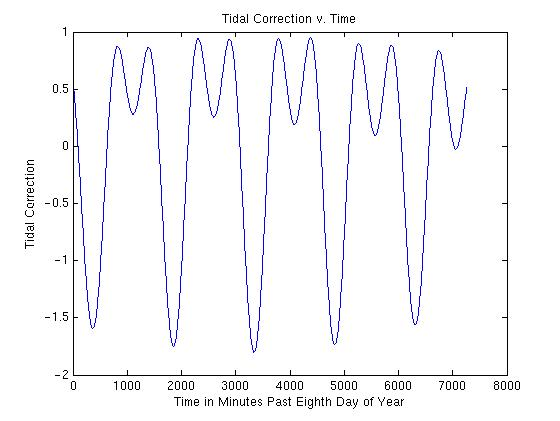 Tidal Correction v. Time
1
0.5
0
-0.5
-1
-1.5
-2
Tidal Correction
0 1000 2000 3000 4000 5000 6000 7000 8000
Time in Minutes Past Eighth Day of Year